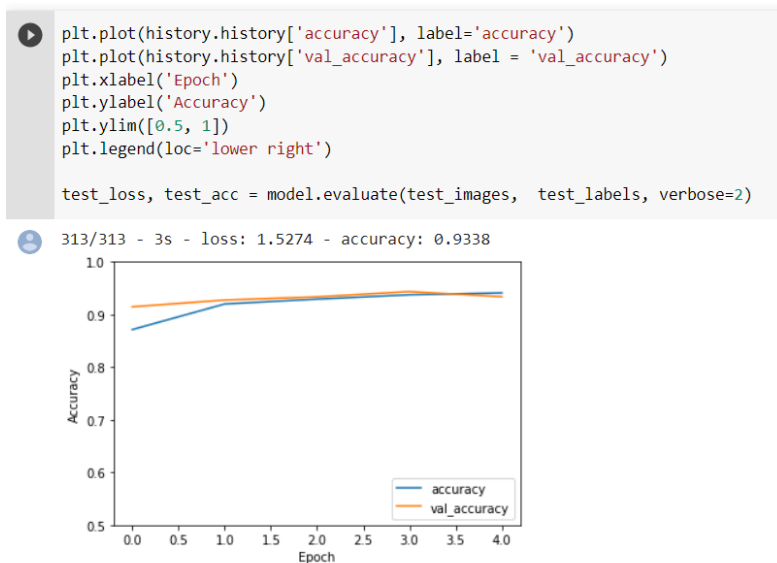 plt.plot(history.history['accuracy'], label='accuracy')
plt.plot(history.history['val_accuracy'], label = 'val_accuracy')
plt.xlabel('Epoch')
plt.ylabel('Accuracy')
plt.ylim([0.5, 1])
plt.legend(loc='lower right')
test_loss, test_acc = model.evaluate(test_images,  test_labels, verbose=2)
313/313 - 3s - loss: 1.5274 - accuracy: 0.9338
1.0
0.9
0.8
0.7
0.6
0.5
Accuracy
accuracy
val_accuracy
0.0 0.5 1.0 1.5 2.0 2.5 3.0 3.5 4.0
Epoch